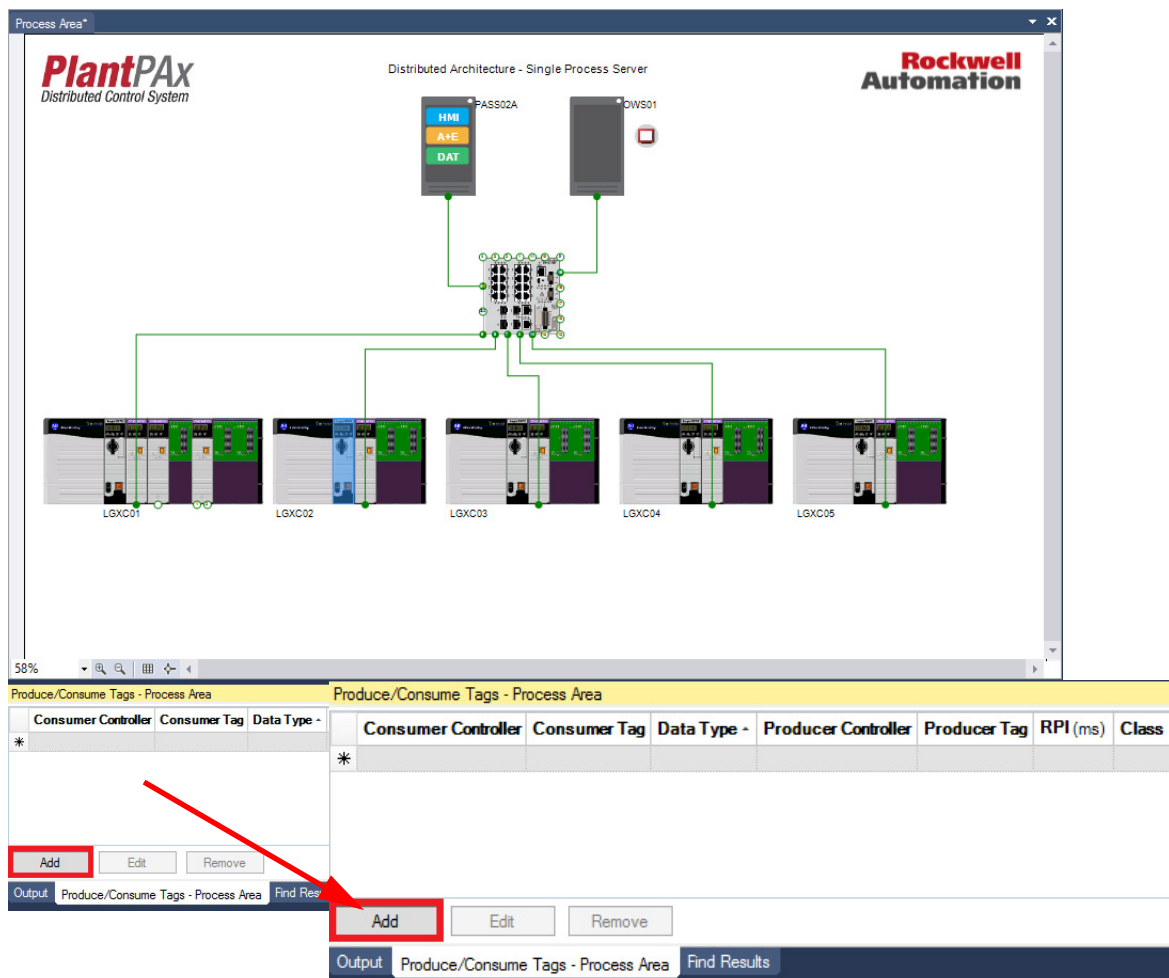 Process Area*
PlantPAx
Distributed Control System
Distributed Architecture - Single Process Server
Rockwell
Automation
PASS02A
OWS01
HMI
A+E
DAT
LGXC01
LGXC02
LGXC03
LGXC04
LGXC05
58%
Produce/Consume Tags - Process Area
Consumer Controller Consumer Tag Data Type
Add Edit Remove
Output Produce/Consume Tags - Process Area Find Res
Produce/Consume Tags - Process Area
Consumer Controller Consumer Tag Data Type Producer Controller Producer Tag RPI (ms) Class
Add Edit Remove
Output Produce/Consume Tags - Process Area Find Results